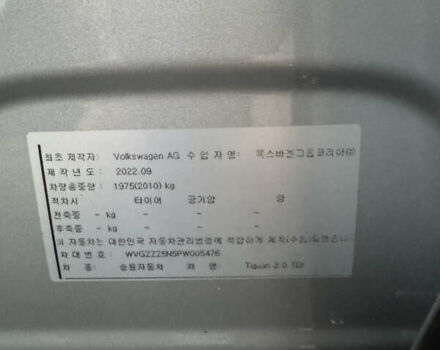 최초 제작자: Volkswagen AG 수 입 자 명: 폭스바겐그룹코리아㈜
제 작 년 도: 2022.09
차량총중량: 1975(2010) kg
적차시 타이어 공기압 앞
전축중 - kg - -
후축중 - kg - -
이 자동차는 대한민국 자동차관리법령에 적합하게 제작(수입)되었습니다
차 대 번 호: WVGZZZ5N5PW005476
차 종: 승용자동차 차 명: Tiguan 2.0 TDI